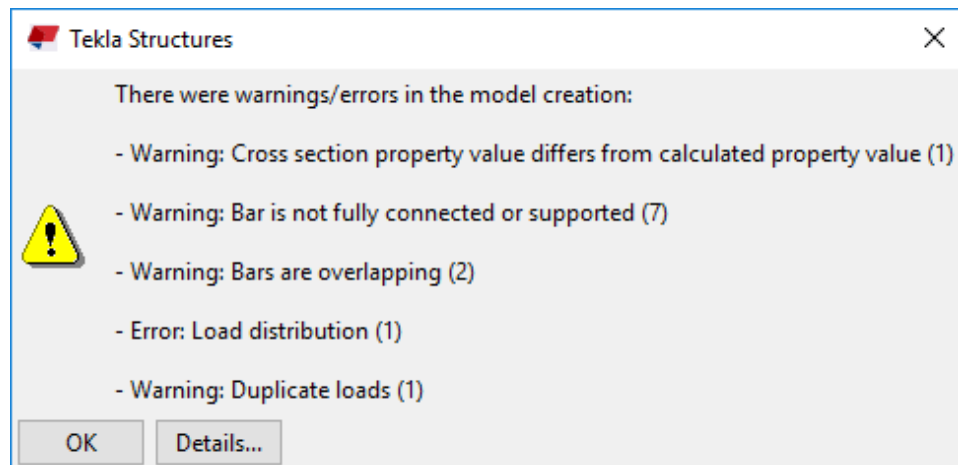 Tekla Structures
There were warnings/errors in the model creation:
- Warning: Cross section property value differs from calculated property value (1)
- Warning: Bar is not fully connected or supported (7)
- Warning: Bars are overlapping (2)
- Error: Load distribution (1)
- Warning: Duplicate loads (1)
OK Details...